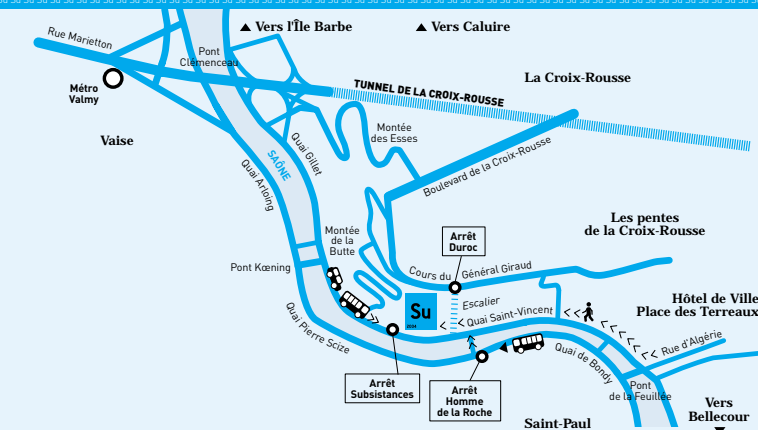 Vers l'Île Barbe
Vers Caluire
Rue Marietton
Pont
Clémenceau
TUNNEL DE LA CROIX-ROUSSE
La Croix-Rousse
Métro
Valmy
Vaise
Montée
des Esses
Quai Gillet
SAÔNE
Quai Arloing
Boulevard de la Croix-Rousse
Les pentes
de la Croix-Rousse
Montée
de la
Butte
Arrêt
Duroc
Pont Kœning
Cours du Général Giraud
Su
2004
Escalier
Quai Saint-Vincent
Hôtel de Ville
Place des Terreaux
Quai Pierre Scize
Rue d'Algérie
Quai de Bondy
Arrêt
Subsistances
Arrêt
Homme
de la Roche
Pont
de la Feuillée
Vers
Bellecour
Saint-Paul